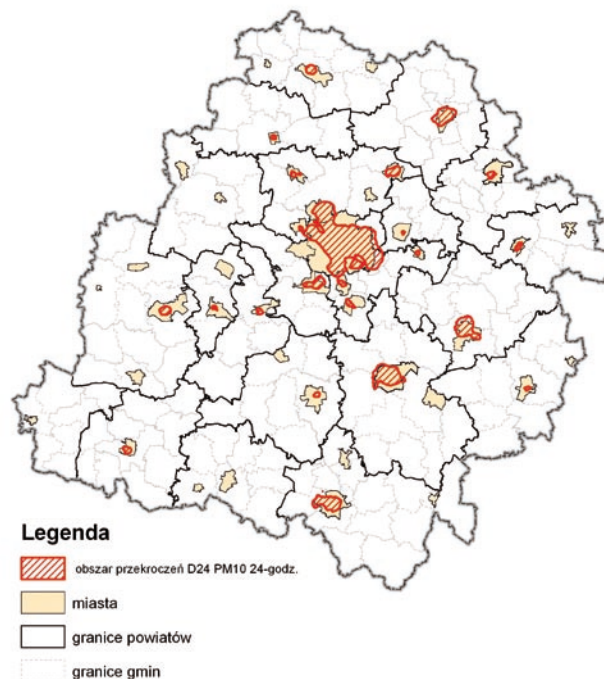 Legenda
obszar przekroczeń D24 PM10 24-godz.
miasta
granice powiatów
granice gmin